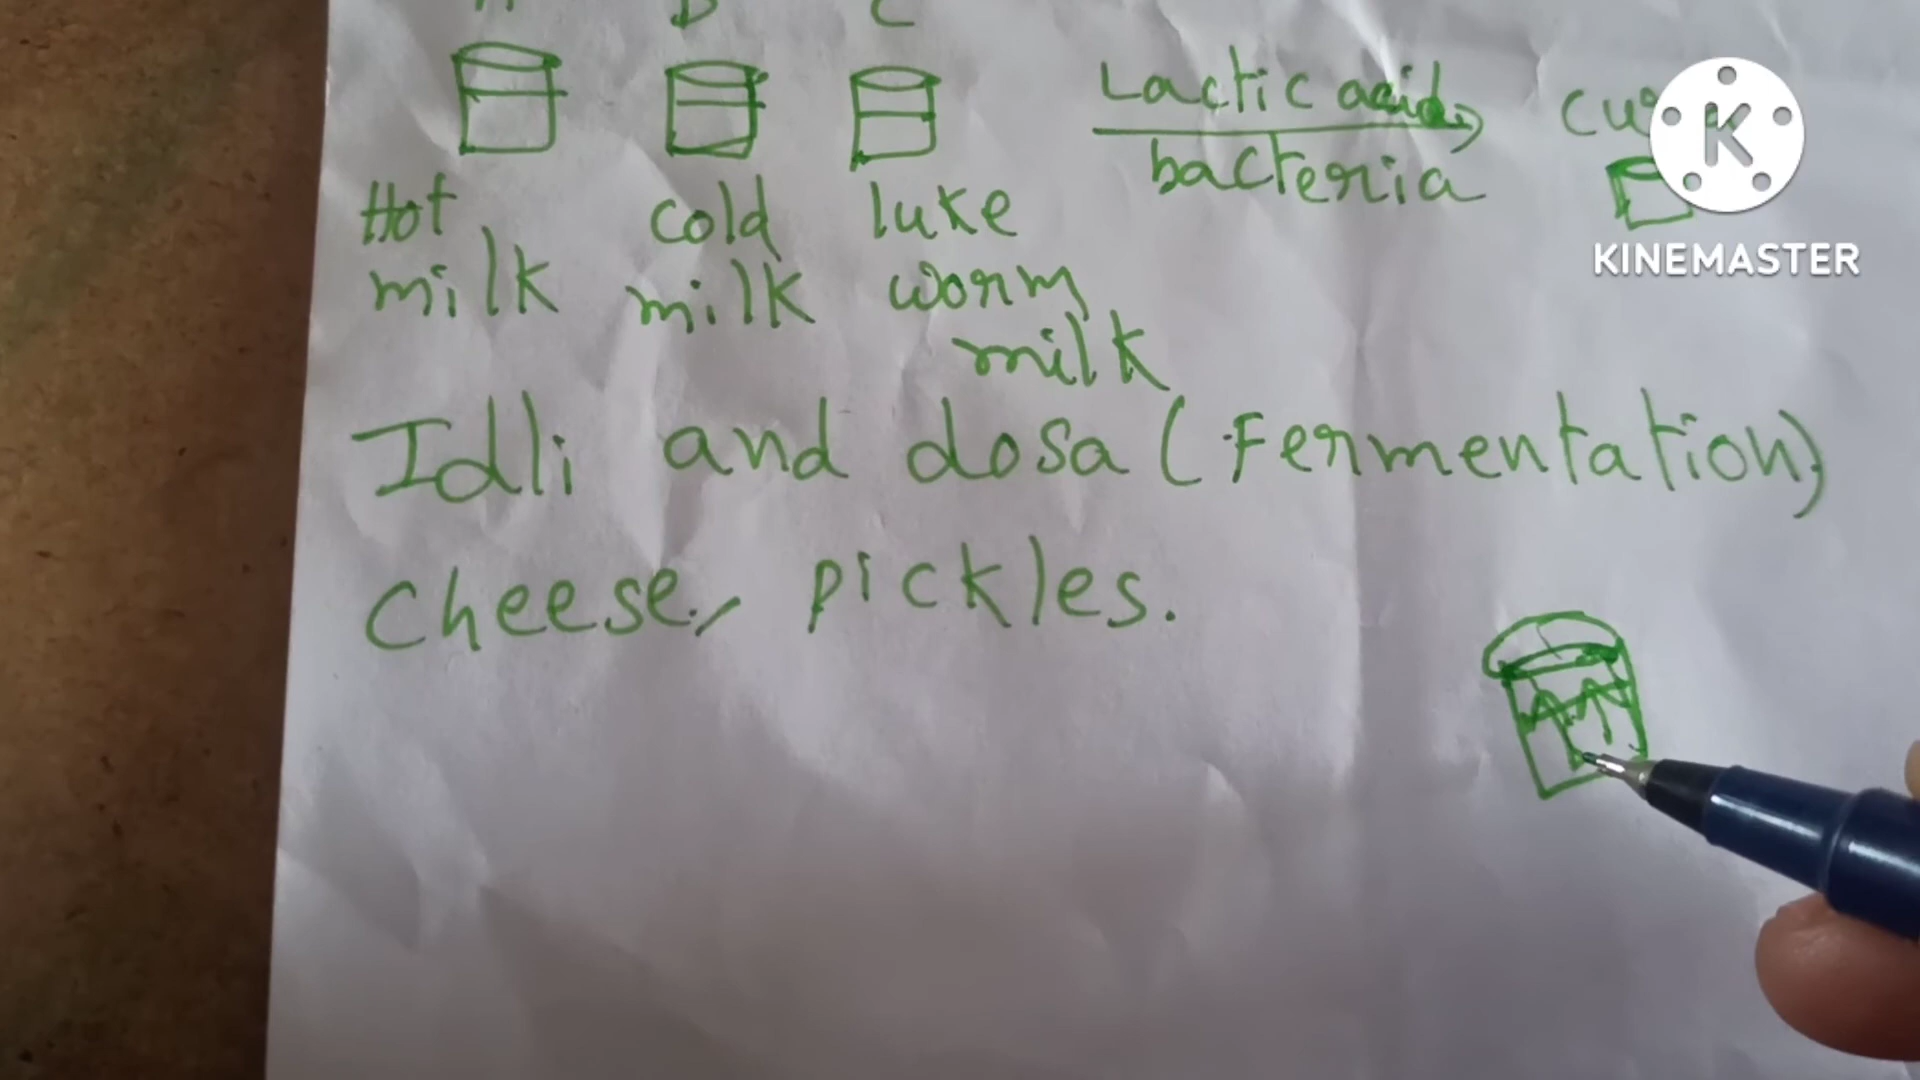 B C
Lactic acid
bacteria
K
KINEMASTER
Hot cold luke
milk milk worm
milk
Idli and dosa (Fermentation)
Cheese, pickles.